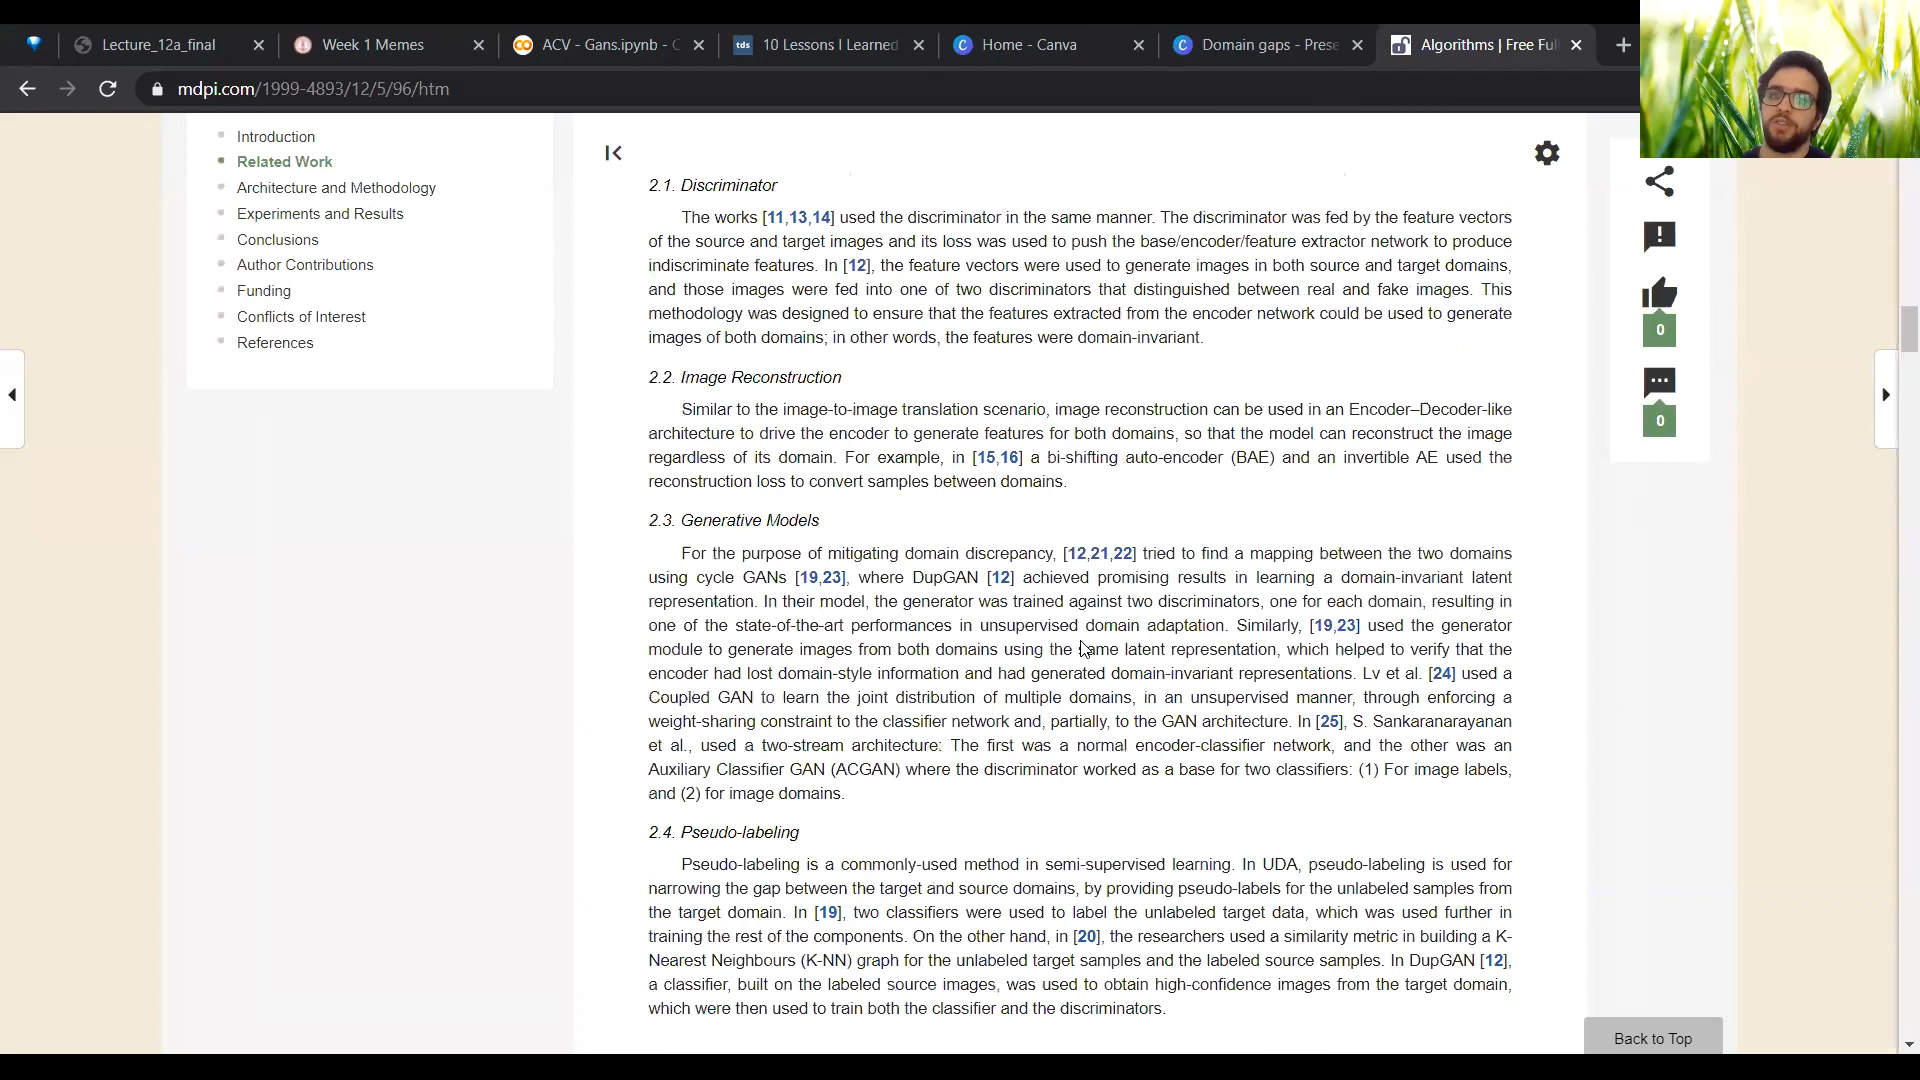 Lecture_12a_final
Week 1 Memes
ACV - Gans.ipynb - C
tds 10 Lessons I Learned
Home - Canva
Domain gaps - Prese
Algorithms | Free Ful
mdpi.com/1999-4893/12/5/96/htm
Introduction
Related Work
Architecture and Methodology
Experiments and Results
Conclusions
Author Contributions
Funding
Conflicts of Interest
References
2.1. Discriminator
The works [11,13,14] used the discriminator in the same manner. The discriminator was fed by the feature vectors
of the source and target images and its loss was used to push the base/encoder/feature extractor network to produce
indiscriminate features. In [12], the feature vectors were used to generate images in both source and target domains,
and those images were fed into one of two discriminators that distinguished between real and fake images. This
methodology was designed to ensure that the features extracted from the encoder network could be used to generate
images of both domains; in other words, the features were domain-invariant.
2.2. Image Reconstruction
Similar to the image-to-image translation scenario, image reconstruction can be used in an Encoder–Decoder-like
architecture to drive the encoder to generate features for both domains, so that the model can reconstruct the image
regardless of its domain. For example, in [15,16] a bi-shifting auto-encoder (BAE) and an invertible AE used the
reconstruction loss to convert samples between domains.
2.3. Generative Models
For the purpose of mitigating domain discrepancy, [12,21,22] tried to find a mapping between the two domains
using cycle GANs [19,23], where DupGAN [12] achieved promising results in learning a domain-invariant latent
representation. In their model, the generator was trained against two discriminators, one for each domain, resulting in
one of the state-of-the-art performances in unsupervised domain adaptation. Similarly, [19,23] used the generator
module to generate images from both domains using the same latent representation, which helped to verify that the
encoder had lost domain-style information and had generated domain-invariant representations. Lv et al. [24] used a
Coupled GAN to learn the joint distribution of multiple domains, in an unsupervised manner, through enforcing a
weight-sharing constraint to the classifier network and, partially, to the GAN architecture. In [25], S. Sankaranarayanan
et al., used a two-stream architecture: The first was a normal encoder-classifier network, and the other was an
Auxiliary Classifier GAN (ACGAN) where the discriminator worked as a base for two classifiers: (1) For image labels,
and (2) for image domains.
2.4. Pseudo-labeling
Pseudo-labeling is a commonly-used method in semi-supervised learning. In UDA, pseudo-labeling is used for
narrowing the gap between the target and source domains, by providing pseudo-labels for the unlabeled samples from
the target domain. In [19], two classifiers were used to label the unlabeled target data, which was used further in
training the rest of the components. On the other hand, in [20], the researchers used a similarity metric in building a K-
Nearest Neighbours (K-NN) graph for the unlabeled target samples and the labeled source samples. In DupGAN [12],
a classifier, built on the labeled source images, was used to obtain high-confidence images from the target domain,
which were then used to train both the classifier and the discriminators.
0
0
Back to Top